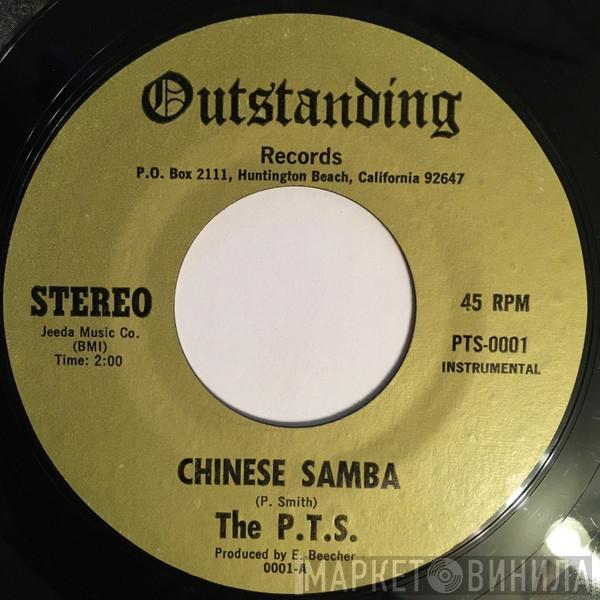 Outstanding
Records
P.O. Box 2111, Huntington Beach, California 92647
STEREO
Jeeda Music Co.
(BMI)
Time: 2:00
45 RPM
PTS-0001
INSTRUMENTAL
CHINESE SAMBA
(P. Smith)
The P.T.S.
Produced by E. Beecher
0001-A
МАРКЕТ ВИНИЛА